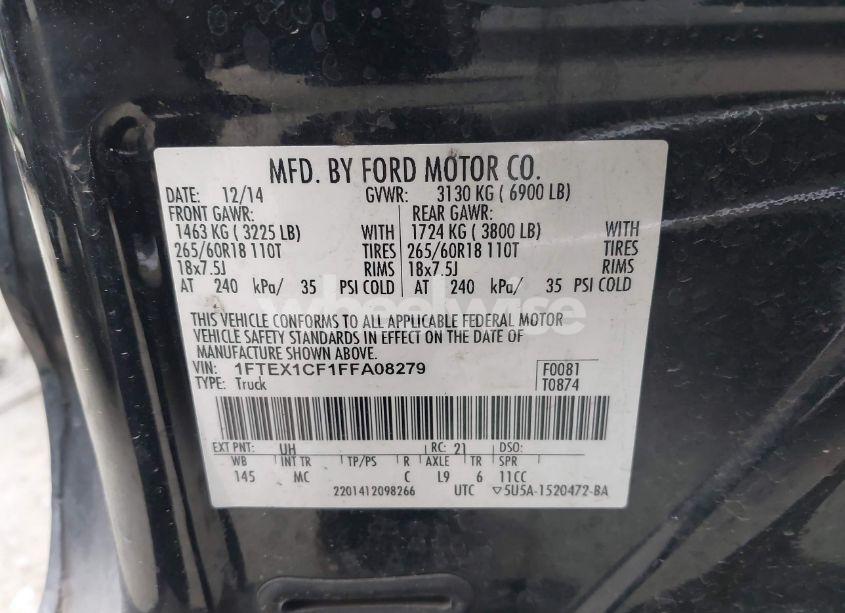 MFD. BY FORD MOTOR CO.
DATE: 12/14 GVWR: 3130 KG ( 6900 LB)
FRONT GAWR: REAR GAWR:
1463 KG ( 3225 LB) WITH 1724 KG ( 3800 LB) WITH
265/60R18 110T TIRES 265/60R18 110T TIRES
18x7.5J RIMS 18x7.5J RIMS
AT 240 kPa/ 35 PSI COLD AT 240 kPa/ 35 PSI COLD
wheelwise
THIS VEHICLE CONFORMS TO ALL APPLICABLE FEDERAL MOTOR
VEHICLE SAFETY STANDARDS IN EFFECT ON THE DATE OF
MANUFACTURE SHOWN ABOVE.
VIN: 1FTEX1CF1FFA08279 F0081
TYPE: Truck T0874
EXT PNT: UH RC: 21 DSO:
WB INT TR TP/PS R AXLE TR SPR
145 MC C L9 6 11CC
2201412098266 UTC ▽5U5A-1520472-BA